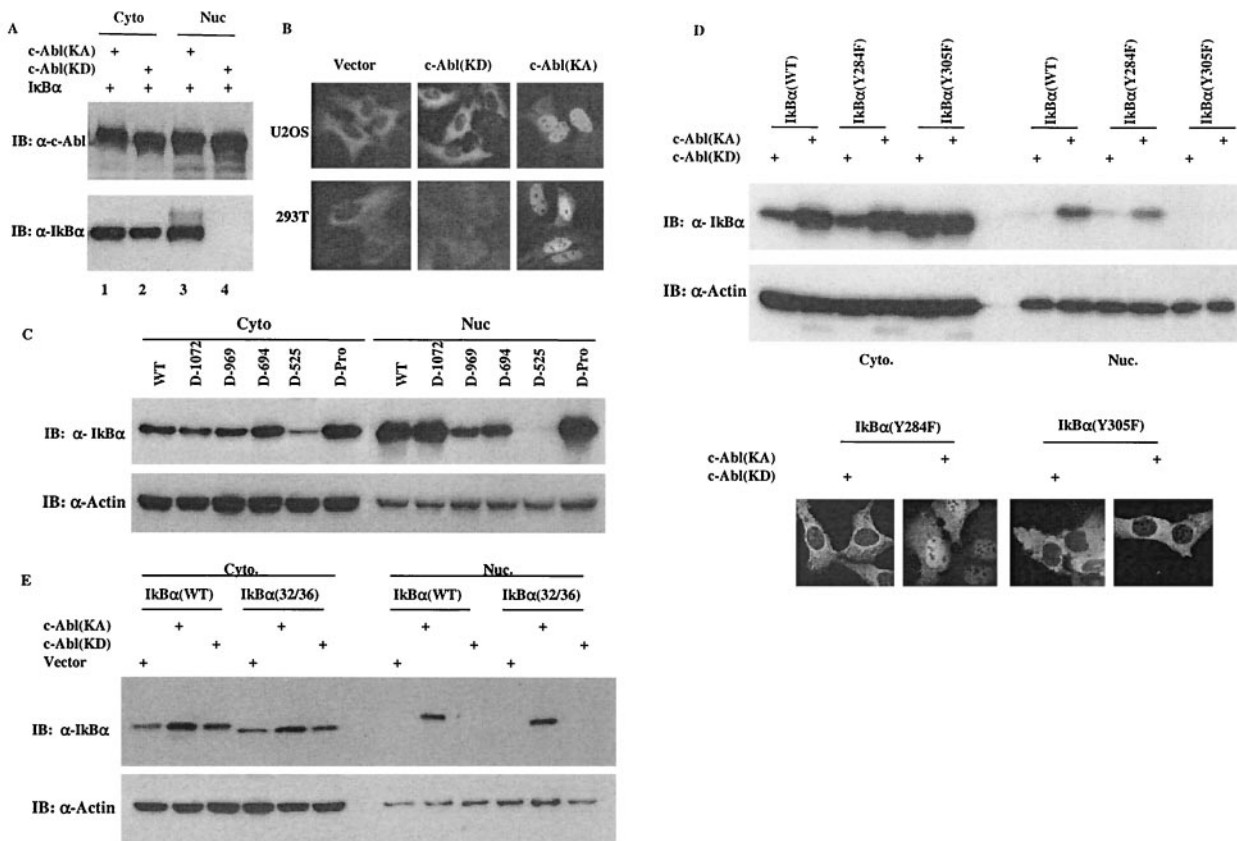 A
Cyto Nuc
c-Abl(KA) + +
c-Abl(KD) + +
IκBα + + + +
IB: α-c-Abl
IB: α-IkBα
1 2 3 4
B
Vector c-Abl(KD) c-Abl(KA)
U2OS
293T
C
Cyto Nuc
WT D-1072 D-969 D-694 D-525 D-Pro WT D-1072 D-969 D-694 D-525 D-Pro
IB: α- IkBα
IB: α-Actin
D
IkBα(WT) IkBα(Y284F) IkBα(Y305F) IkBα(WT) IkBα(Y284F) IkBα(Y305F)
c-Abl(KA) + + + + + +
c-Abl(KD) + + + + + +
IB: α- IkBα
IB: α-Actin
Cyto. Nuc.
IkBα(Y284F) IkBα(Y305F)
c-Abl(KA) + +
c-Abl(KD) + +
E
Cyto. Nuc.
IkBα(WT) IkBα(32/36) IkBα(WT) IkBα(32/36)
c-Abl(KA) + + + +
c-Abl(KD) + + + +
Vector + + + +
IB: α-IkBα
IB: α-Actin